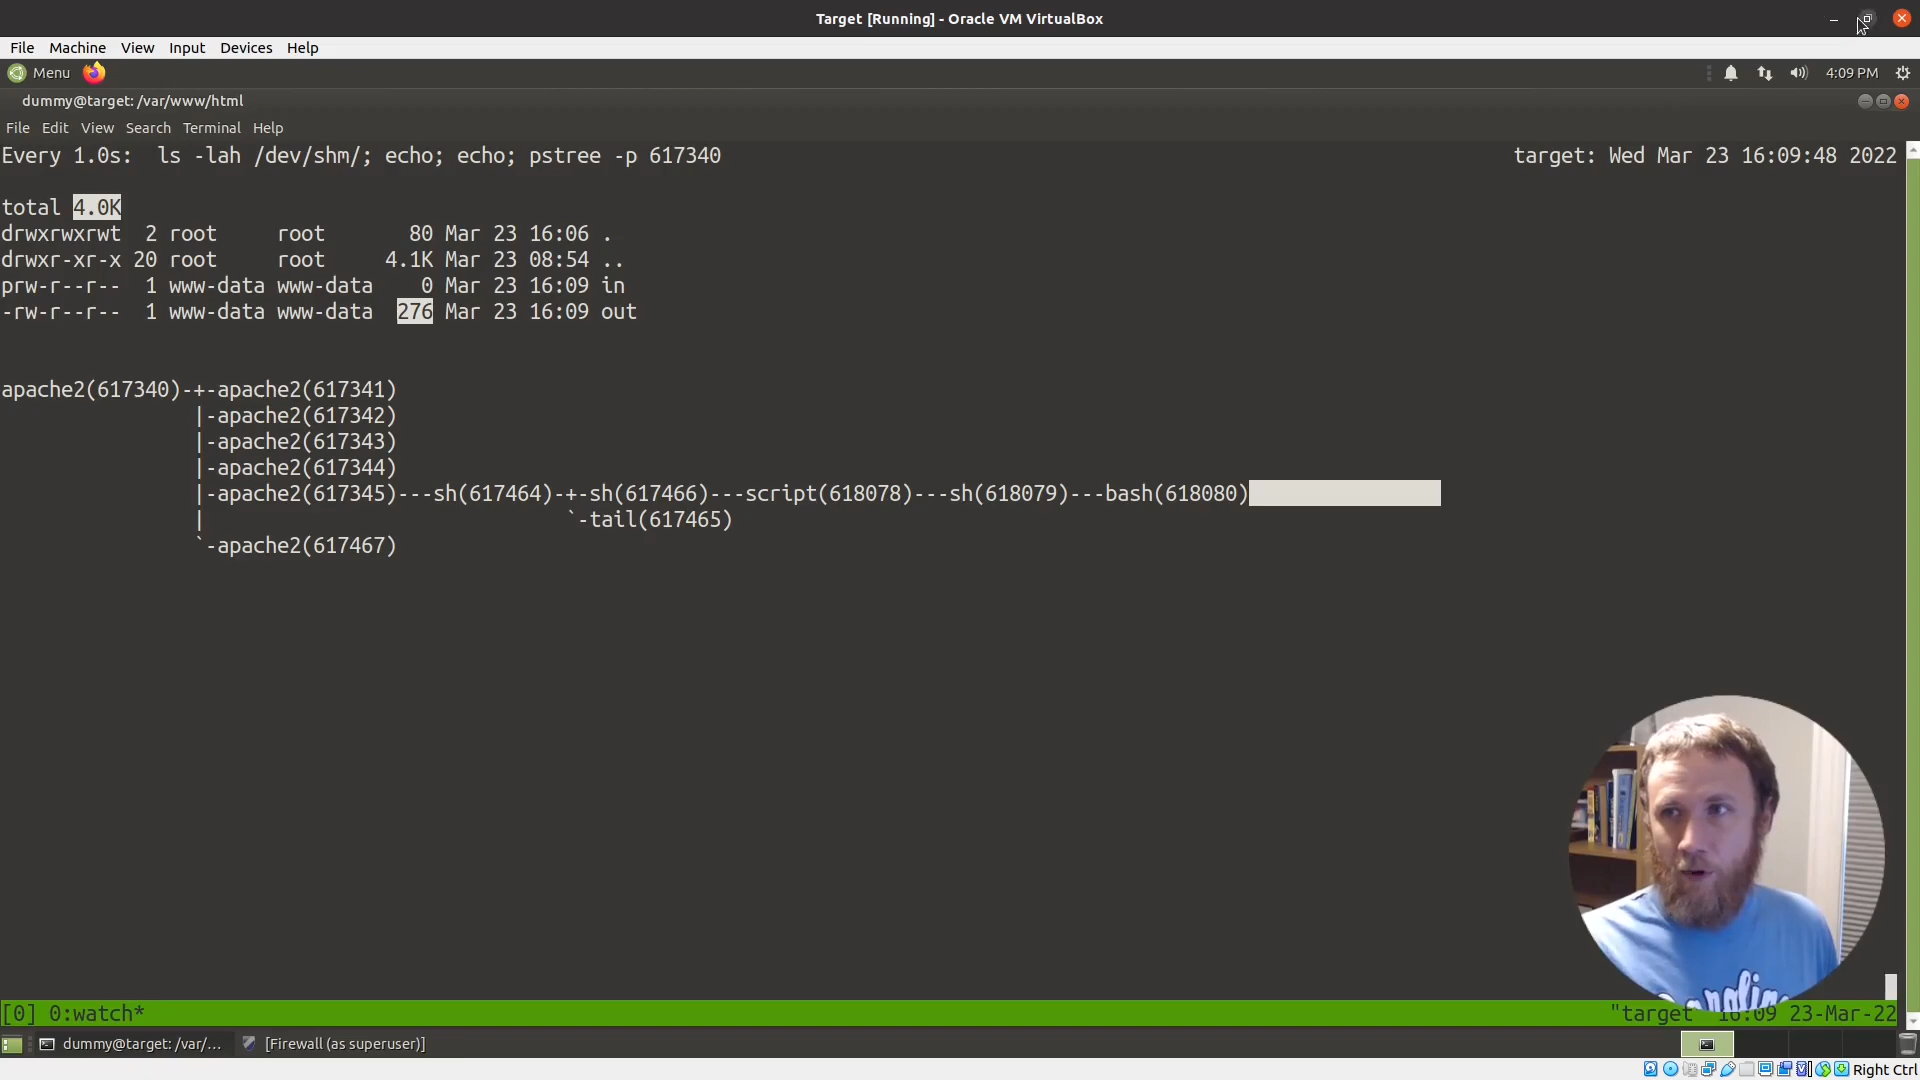 Target [Running] - Oracle VM VirtualBox
File Machine View Input Devices Help
Menu 4:09 PM
dummy@target: /var/www/html
File Edit View Search Terminal Help
Every 1.0s: ls -lah /dev/shm/; echo; echo; pstree -p 617340 target: Wed Mar 23 16:09:48 2022
total 4.0K
drwxrwxrwt 2 root root 80 Mar 23 16:06 .
drwxr-xr-x 20 root root 4.1K Mar 23 08:54 ..
prw-r--r-- 1 www-data www-data 0 Mar 23 16:09 in
-rw-r--r-- 1 www-data www-data 276 Mar 23 16:09 out
apache2(617340)-+-apache2(617341)
|-apache2(617342)
|-apache2(617343)
|-apache2(617344)
|-apache2(617345)---sh(617464)-+-sh(617466)---script(618078)---sh(618079)---bash(618080)
| `-tail(617465)
`-apache2(617467)
[0] 0:watch* "target 16:09 23-Mar-22
dummy@target: /var/... [Firewall (as superuser)]
Right Ctrl